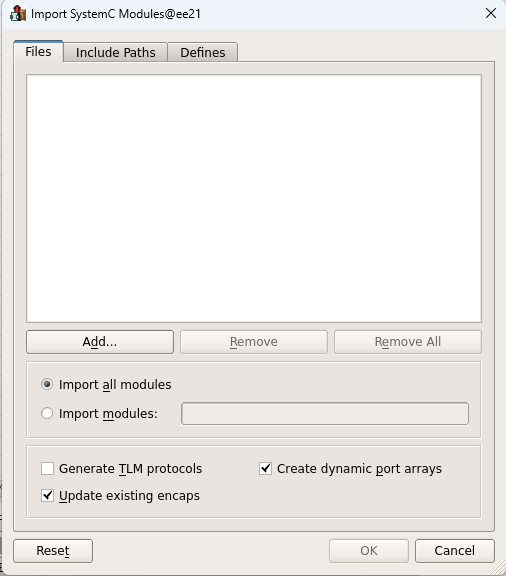 Import SystemC Modules@ee21
Files Include Paths Defines
Add... Remove Remove All
Import all modules
Import modules:
Generate TLM protocols Create dynamic port arrays
Update existing encaps
Reset OK Cancel